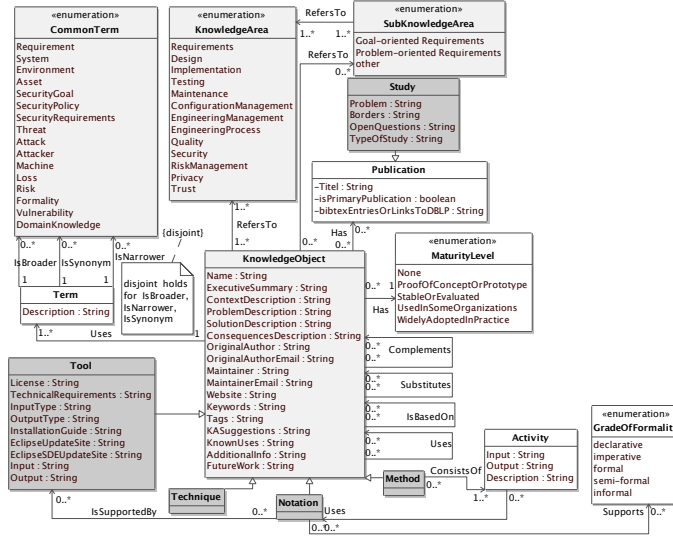 «enumeration»
CommonTerm
Requirement
System
Environment
Asset
SecurityGoal
SecurityPolicy
SecurityRequirements
Threat
Attack
Attacker
Machine
Loss
Risk
Formality
Vulnerability
DomainKnowledge
«enumeration»
KnowledgeArea
Requirements
Design
Implementation
Testing
Maintenance
ConfigurationManagement
EngineeringManagement
EngineeringProcess
Quality
Security
RiskManagement
Privacy
Trust
RefersTo
1..*
1..*
RefersTo
0..*
«enumeration»
SubKnowledgeArea
Goal-oriented Requirements
Problem-oriented Requirements
other
Study
Problem : String
Borders : String
OpenQuestions : String
TypeOfStudy : String
Publication
-Titel : String
-isPrimaryPublication : boolean
-bibtexEntriesOrLinksToDBLP : String
1..*
RefersTo
1..*
0..*
Has
0..*
0..*
«enumeration»
MaturityLevel
None
ProofOfConceptOrPrototype
StableOrEvaluated
UsedInSomeOrganizations
WidelyAdoptedInPractice
0..*
1
Has
0..*
0..*
0..*
IsBroader
IsSynonym
IsNarrower
1
1
1
{disjoint}
/
/
disjoint holds
for IsBroader,
IsNarrower,
IsSynonym
Term
Description : String
1..*
Uses
1
KnowledgeObject
Name : String
ExecutiveSummary : String
ContextDescription : String
ProblemDescription : String
SolutionDescription : String
ConsequencesDescription : String
OriginalAuthor : String
OriginalAuthorEmail : String
Maintainer : String
MaintainerEmail : String
Website : String
Keywords : String
Tags : String
KASuggestions : String
KnownUses : String
AdditionalInfo : String
FutureWork : String
0..*
Complements
0..*
0..*
Substitutes
0..*
0..*
IsBasedOn
0..*
0..*
Uses
0..*
Tool
License : String
TechnicalRequirements : String
InputType : String
OutputType : String
InstallationGuide : String
EclipseUpdateSite : String
EclipseSDEUpdateSite : String
Input : String
Output : String
0..*
IsSupportedBy
0..*
Technique
Notation
Method
ConsistsOf
0..*
1..*
Activity
Input : String
Output : String
Description : String
0..*
Uses
0..*
0..*
«enumeration»
GradeOfFormalit
declarative
imperative
formal
semi-formal
informal
Supports
0..*